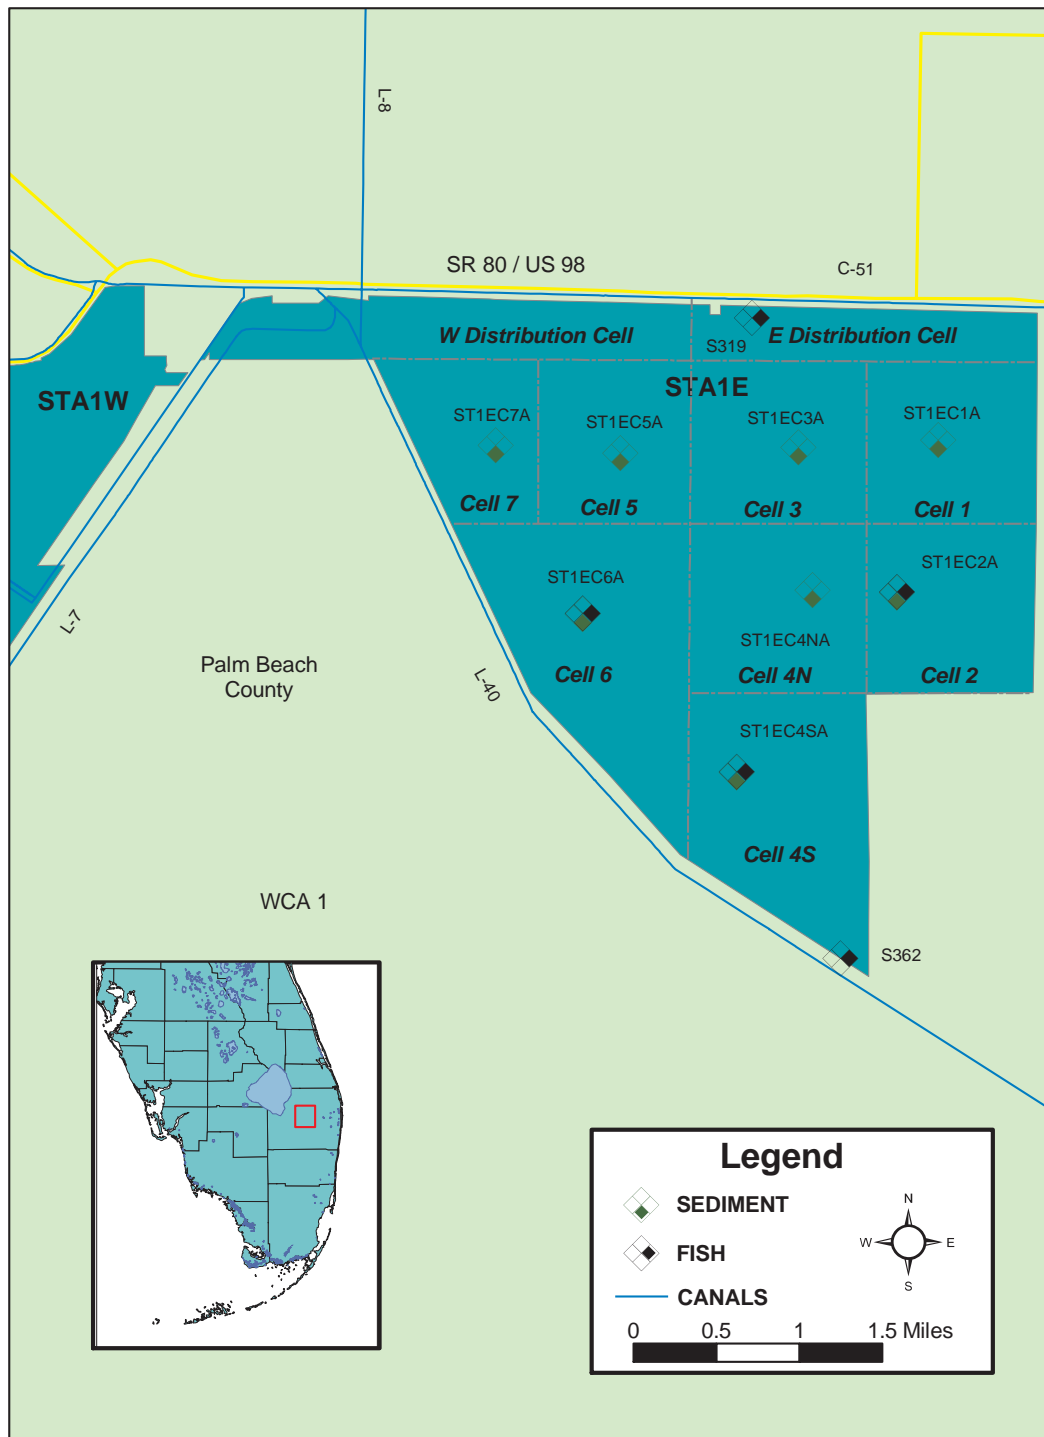 L-8
SR 80 / US 98
C-51
W Distribution Cell
E Distribution Cell
S319
STA1W
STA1E
ST1EC7A
ST1EC5A
ST1EC3A
ST1EC1A
Cell 7
Cell 5
Cell 3
Cell 1
ST1EC6A
ST1EC2A
L-7
ST1EC4NA
Palm Beach
County
L-40
Cell 6
Cell 4N
Cell 2
ST1EC4SA
Cell 4S
WCA 1
S362
Legend
SEDIMENT
FISH
CANALS
N
W
E
S
0 0.5 1 1.5 Miles